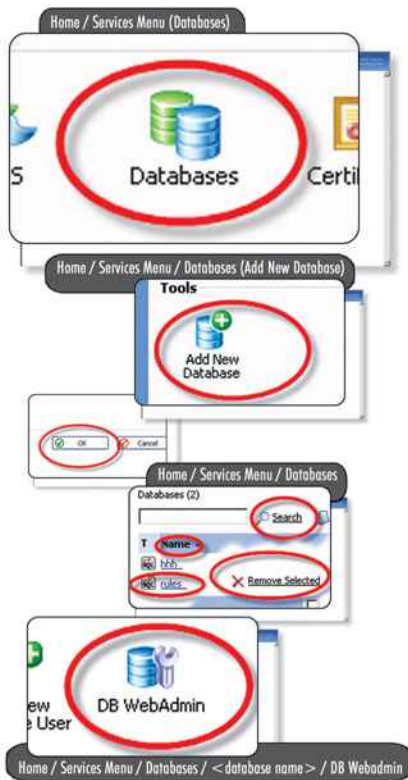 Home / Services Menu (Databases)
S
Databases
Certi
Home / Services Menu / Databases (Add New Database)
Tools
Add New
Database
OK
Cancel
Home / Services Menu / Databases
Databases (2)
Search
T Name
hhh_
rules_
Remove Selected
ew
e User
DB WebAdmin
Home / Services Menu / Databases / <database name> / DB Webadmin